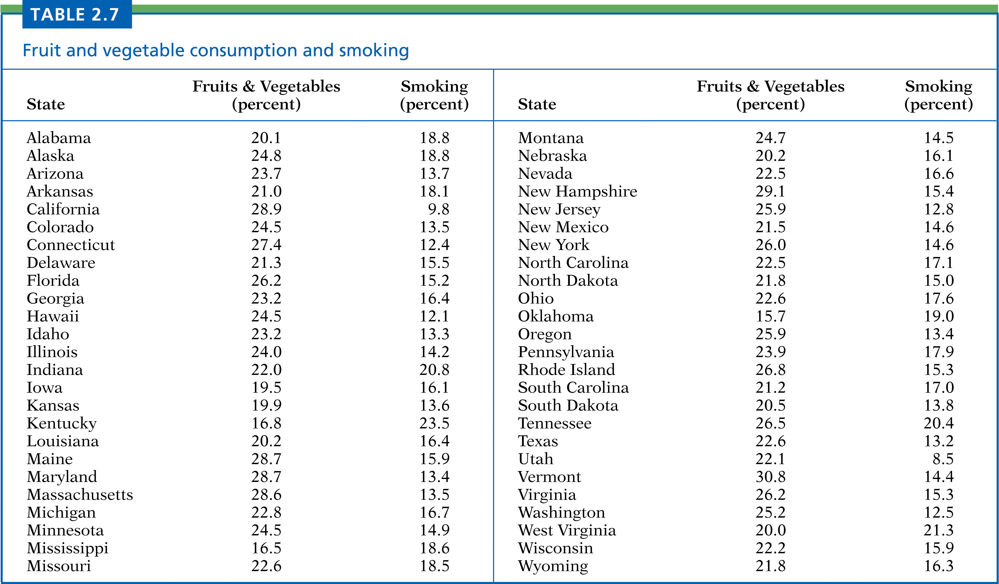 TABLE 2.7
Fruit and vegetable consumption and smoking
State Fruits & Vegetables (percent) Smoking (percent) State Fruits & Vegetables (percent) Smoking (percent)
Alabama 20.1 18.8 Montana 24.7 14.5
Alaska 24.8 18.8 Nebraska 20.2 16.1
Arizona 23.7 13.7 Nevada 22.5 16.6
Arkansas 21.0 18.1 New Hampshire 29.1 15.4
California 28.9 9.8 New Jersey 25.9 12.8
Colorado 24.5 13.5 New Mexico 21.5 14.6
Connecticut 27.4 12.4 New York 26.0 14.6
Delaware 21.3 15.5 North Carolina 22.5 17.1
Florida 26.2 15.2 North Dakota 21.8 15.0
Georgia 23.2 16.4 Ohio 22.6 17.6
Hawaii 24.5 12.1 Oklahoma 15.7 19.0
Idaho 23.2 13.3 Oregon 25.9 13.4
Illinois 24.0 14.2 Pennsylvania 23.9 17.9
Indiana 22.0 20.8 Rhode Island 26.8 15.3
Iowa 19.5 16.1 South Carolina 21.2 17.0
Kansas 19.9 13.6 South Dakota 20.5 13.8
Kentucky 16.8 23.5 Tennessee 26.5 20.4
Louisiana 20.2 16.4 Texas 22.6 13.2
Maine 28.7 15.9 Utah 22.1 8.5
Maryland 28.7 13.4 Vermont 30.8 14.4
Massachusetts 28.6 13.5 Virginia 26.2 15.3
Michigan 22.8 16.7 Washington 25.2 12.5
Minnesota 24.5 14.9 West Virginia 20.0 21.3
Mississippi 16.5 18.6 Wisconsin 22.2 15.9
Missouri 22.6 18.5 Wyoming 21.8 16.3